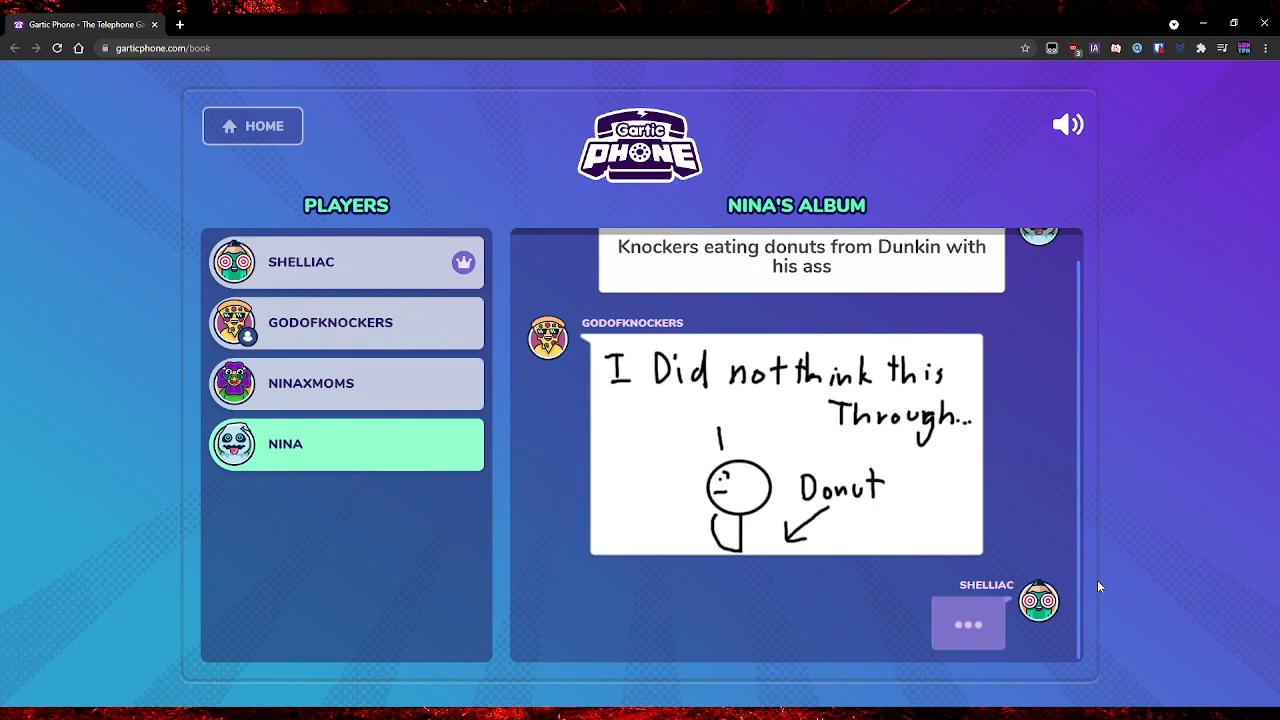 Gartic Phone - The Telephone Ga
garticphone.com/book
HOME
Gartic
PHONE
PLAYERS
NINA'S ALBUM
SHELLIAC
GODOFKNOCKERS
NINAXMOMS
NINA
Knockers eating donuts from Dunkin with
his ass
GODOFKNOCKERS
I Did not think this
Through...
Donut
SHELLIAC